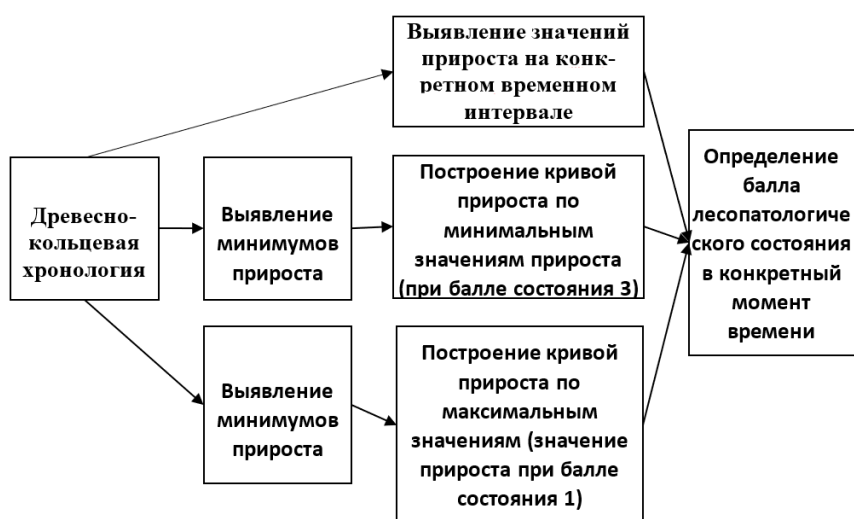 Выявление значений
прироста на конк-
ретном временном
интервале
Древесно-
кольцевая
хронология
Выявление
минимумов
прироста
Построение кривой
прироста по
минимальным
значениям прироста
(при балле состояния 3)
Выявление
минимумов
прироста
Построение кривой
прироста по
максимальным
значениям (значение
прироста при балле
состояния 1)
Определение
балла
лесопатологиче
ского состояния
в конкретный
момент
времени